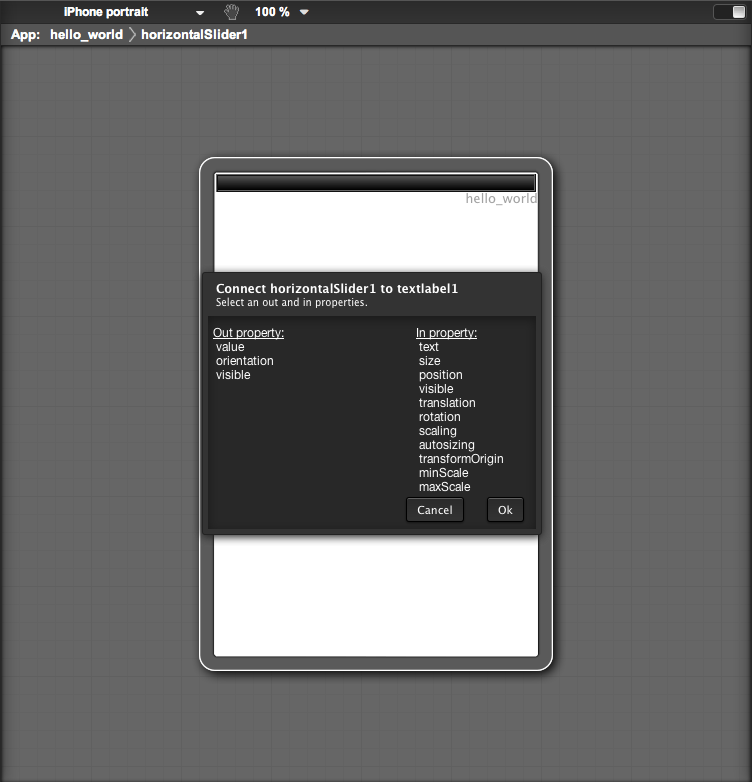 iPhone portrait 100 %
App: hello_world horizontalSlider1
hello_world
Connect horizontalSlider1 to textlabel1
Select an out and in properties.
Out property:
value
orientation
visible
In property:
text
size
position
visible
translation
rotation
scaling
autosizing
transformOrigin
minScale
maxScale
Cancel Ok